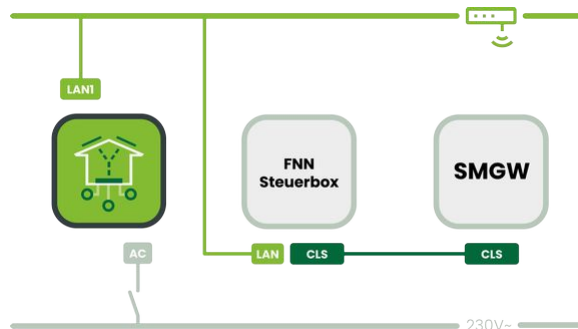 LAN1
FNN
Steuerbox
SMGW
AC
LAN
CLS
CLS
230V~